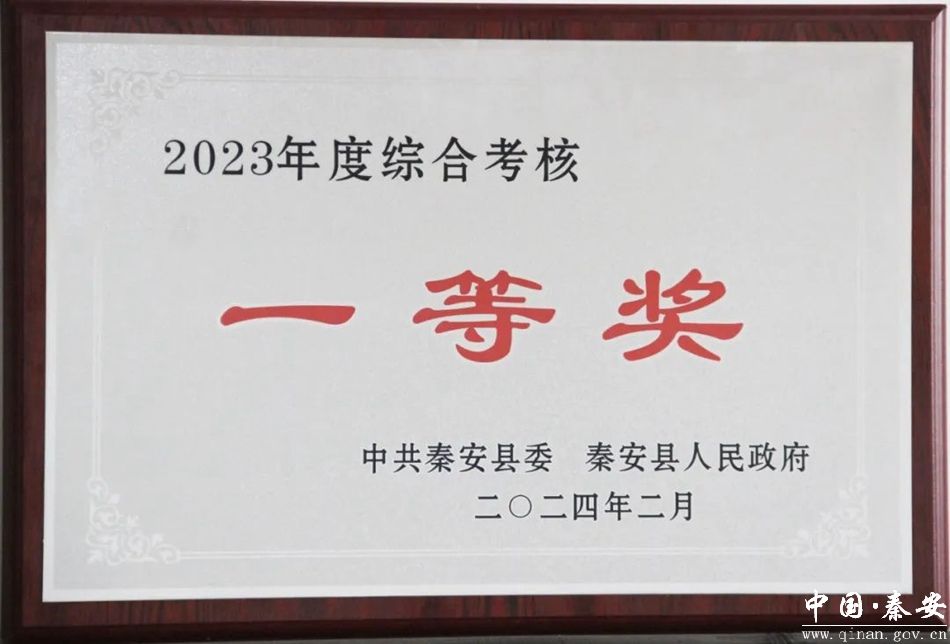 2023年度综合考核
一等奖
中共秦安县委 秦安县人民政府
二〇二四年二月
中国·秦安
www.qinan.gov.cn